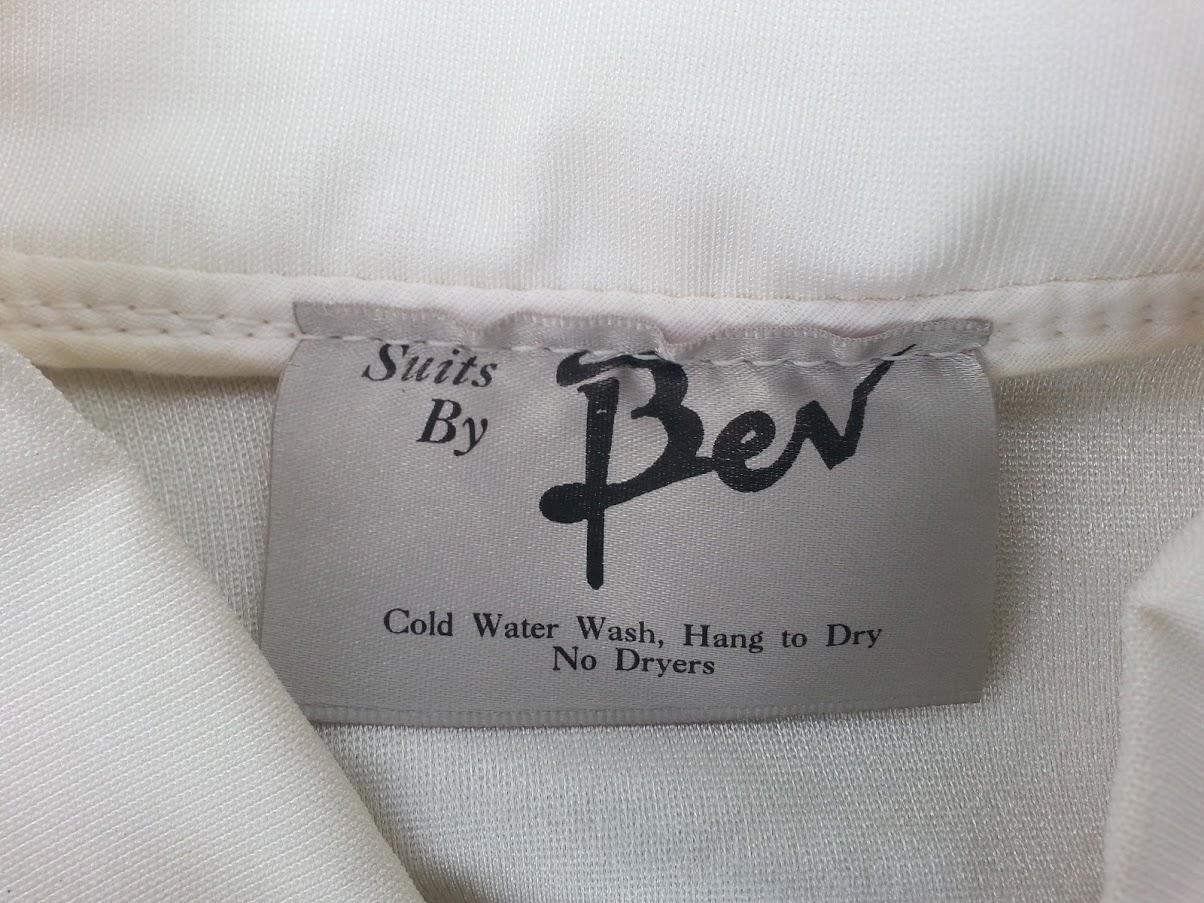 Suits
By Bev
Cold Water Wash, Hang to Dry
No Dryers